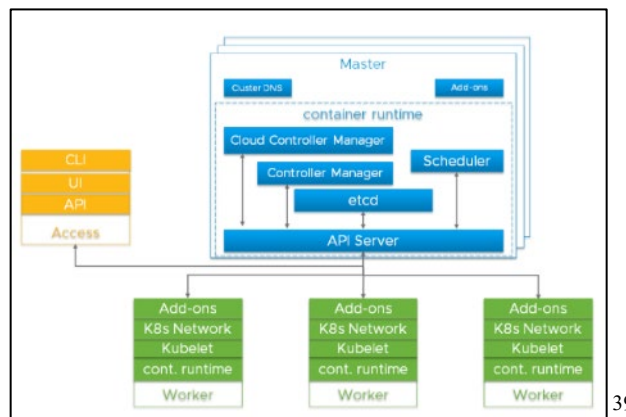 Master
Cluster DNS
Add-ons
container runtime
Cloud Controller Manager
Controller Manager
Scheduler
etcd
API Server
CLI
UI
API
Access
Add-ons
K8s Network
Kubelet
cont. runtime
Worker
Add-ons
K8s Network
Kubelet
cont. runtime
Worker
Add-ons
K8s Network
Kubelet
cont. runtime
Worker